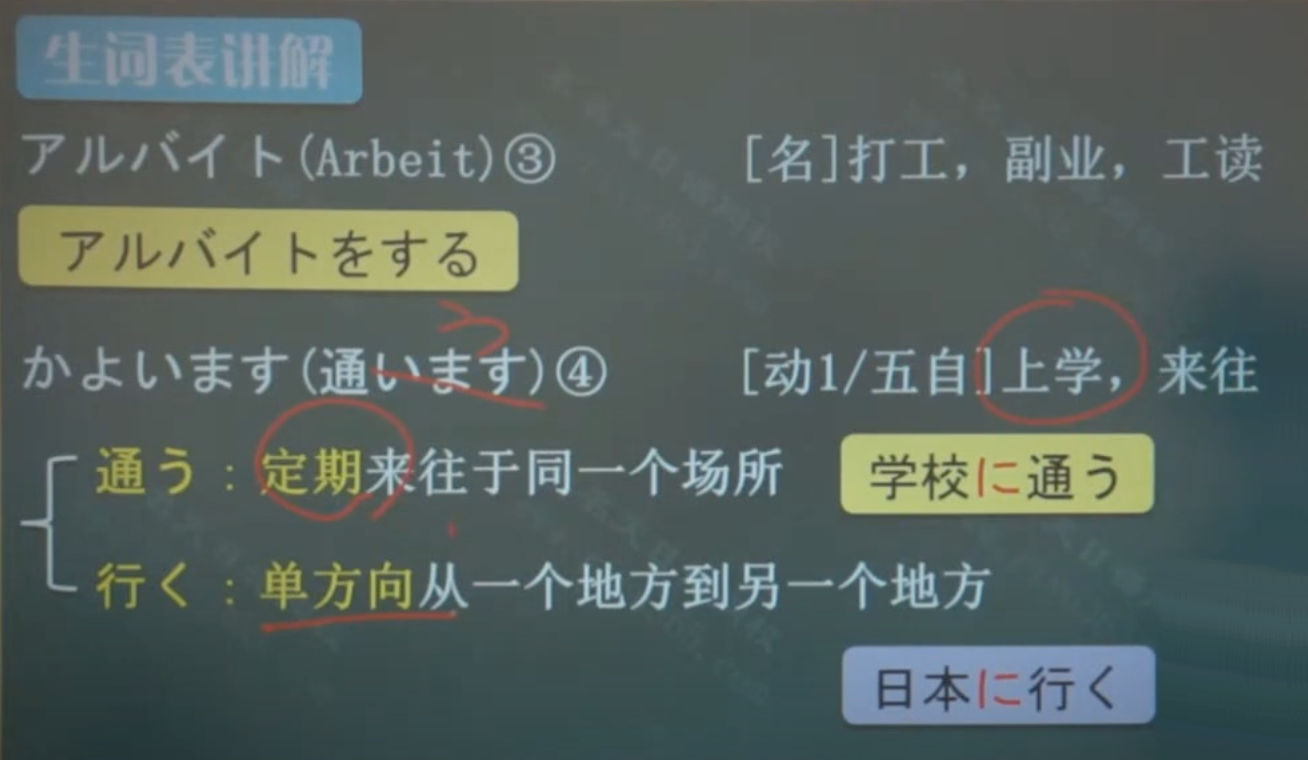 生词表讲解
アルバイト(Arbeit)③ [名]打工，副业，工读
アルバイトをする
う
かよいます(通います)④ [动1/五自]上学，来往
通う：定期来往于同一个场所 学校に通う
行く：单方向从一个地方到另一个地方
日本に行く